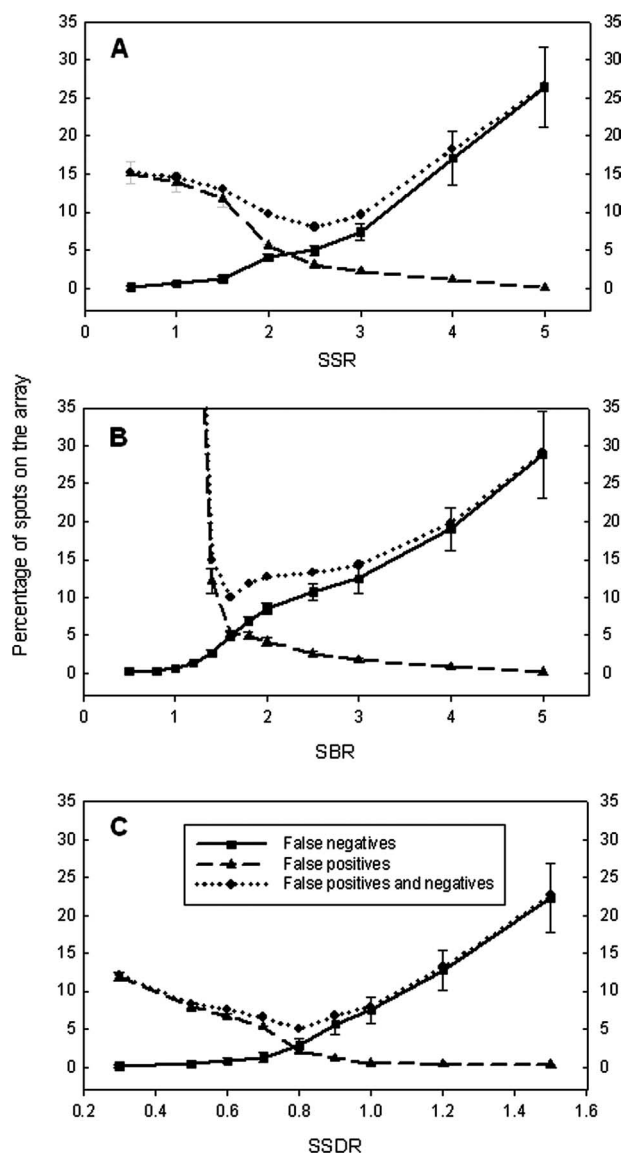 A
35 35
30 30
25 25
20 20
15 15
10 10
5 5
0 0
0 1 2 3 4 5
SSR
Percentage of spots on the array
B
35 35
30 30
25 25
20 20
15 15
10 10
5 5
0 0
0 1 2 3 4 5
SBR
C
35 35
30 30
25 25
20 20
15 15
10 10
5 5
0 0
False negatives
False positives
False positives and negatives
0.2 0.4 0.6 0.8 1.0 1.2 1.4 1.6
SSDR